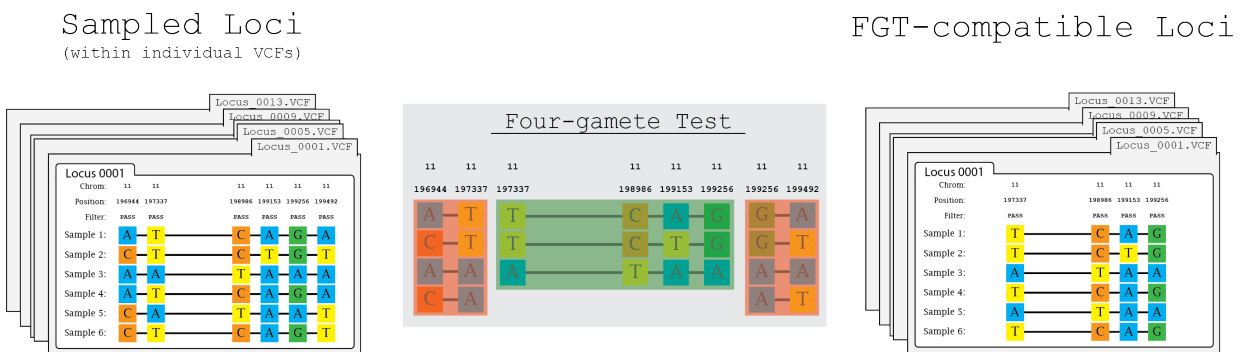 Sampled Loci
(within individual VCFs)
Locus_0013.VCF
Locus_0009.VCF
Locus_0005.VCF
Locus_0001.VCF
Locus 0001
Chrom: 11 11 11 11 11 11
Position: 196944 197337 198986 199153 199256 199492
Filter: PASS PASS PASS PASS PASS PASS
Sample 1: A T C A G A
Sample 2: C T C T G T
Sample 3: A A T A A A
Sample 4: A T C A G A
Sample 5: C A T A A T
Sample 6: C T C A G T
Four-gamete Test
11 11 11 11 11 11 11 11
196944 197337 197337 198986 199153 199256 199256 199492
A T T C A G G A
C T T C T G G T
A A A T A A A A
C A A T
FGT-compatible Loci
Locus_0013.VCF
Locus_0009.VCF
Locus_0005.VCF
Locus_0001.VCF
Locus 0001
Chrom: 11 11 11 11
Position: 197337 198986 199153 199256
Filter: PASS PASS PASS PASS
Sample 1: T C A G
Sample 2: T C T G
Sample 3: A T A A
Sample 4: T C A G
Sample 5: A T A A
Sample 6: T C A G